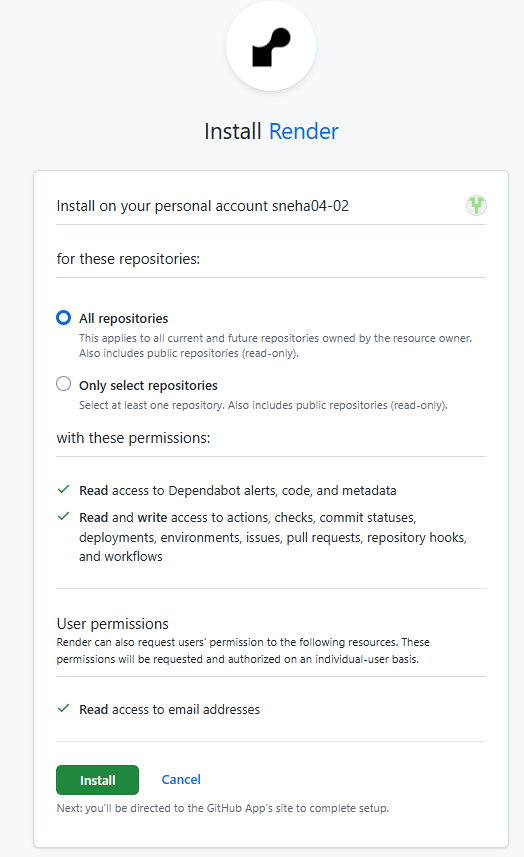 Install Render
Install on your personal account sneha04-02
for these repositories:
All repositories
This applies to all current and future repositories owned by the resource owner.
Also includes public repositories (read-only).
Only select repositories
Select at least one repository. Also includes public repositories (read-only).
with these permissions:
Read access to Dependabot alerts, code, and metadata
Read and write access to actions, checks, commit statuses,
deployments, environments, issues, pull requests, repository hooks,
and workflows
User permissions
Render can also request users' permission to the following resources. These
permissions will be requested and authorized on an individual-user basis.
Read access to email addresses
Install Cancel
Next: you'll be directed to the GitHub App's site to complete setup.